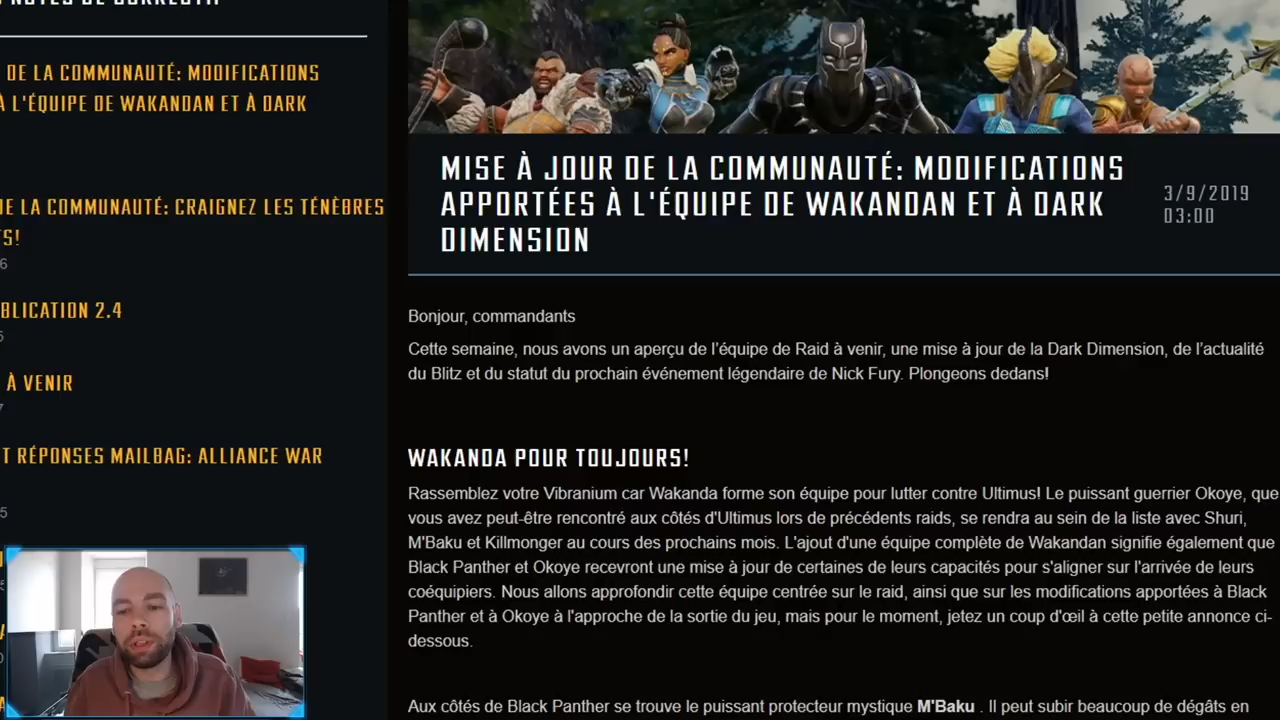 DE LA COMMUNAUTÉ: MODIFICATIONS
À L'ÉQUIPE DE WAKANDAN ET À DARK
DE LA COMMUNAUTÉ: CRAIGNEZ LES TÉNÈBRES
S!
6
BLICATION 2.4
5
À VENIR
7
T RÉPONSES MAILBAG: ALLIANCE WAR
5
MISE À JOUR DE LA COMMUNAUTÉ: MODIFICATIONS
APPORTÉES À L'ÉQUIPE DE WAKANDAN ET À DARK
DIMENSION
3/9/2019
03:00
Bonjour, commandants
Cette semaine, nous avons un aperçu de l'équipe de Raid à venir, une mise à jour de la Dark Dimension, de l'actualité
du Blitz et du statut du prochain événement légendaire de Nick Fury. Plongeons dedans!
WAKANDA POUR TOUJOURS!
Rassemblez votre Vibranium car Wakanda forme son équipe pour lutter contre Ultimus! Le puissant guerrier Okoye, que
vous avez peut-être rencontré aux côtés d'Ultimus lors de précédents raids, se rendra au sein de la liste avec Shuri,
M'Baku et Killmonger au cours des prochains mois. L'ajout d'une équipe complète de Wakandan signifie également que
Black Panther et Okoye recevront une mise à jour de certaines de leurs capacités pour s'aligner sur l'arrivée de leurs
coéquipiers. Nous allons approfondir cette équipe centrée sur le raid, ainsi que sur les modifications apportées à Black
Panther et à Okoye à l'approche de la sortie du jeu, mais pour le moment, jetez un coup d'œil à cette petite annonce ci-
dessous.
Aux côtés de Black Panther se trouve le puissant protecteur mystique M'Baku . Il peut subir beaucoup de dégâts en